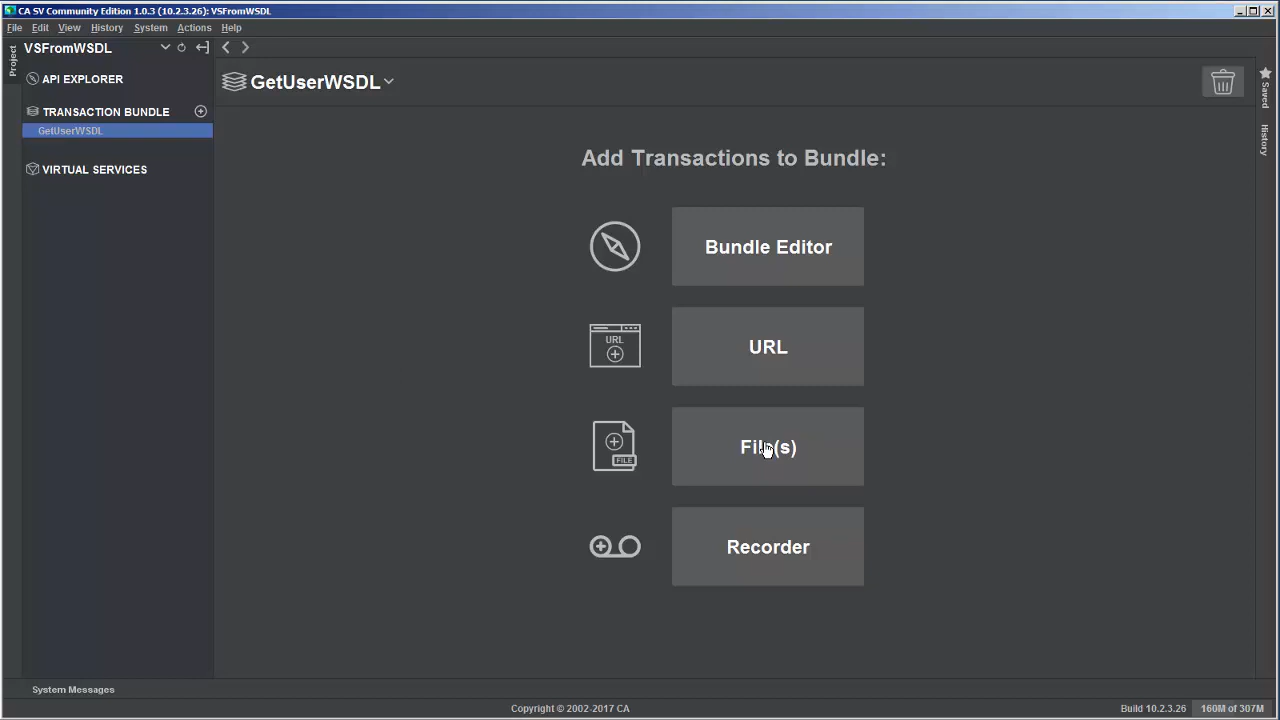 CA SV Community Edition 1.0.3 (10.2.3.26): VSFromWSDL
File Edit View History System Actions Help
Project
VSFromWSDL
API EXPLORER
TRANSACTION BUNDLE
GetUserWSDL
VIRTUAL SERVICES
GetUserWSDL
Saved
History
Add Transactions to Bundle:
Bundle Editor
URL
URL
File(s)
FILE
Recorder
System Messages
Copyright © 2002-2017 CA
Build 10.2.3.26
160M of 307M